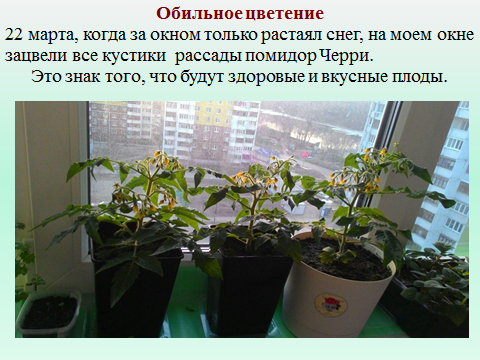 Обильное цветение
22 марта, когда за окном только растаял снег, на моем окне
зацвели все кустики рассады помидор Черри.
Это знак того, что будут здоровые и вкусные плоды.